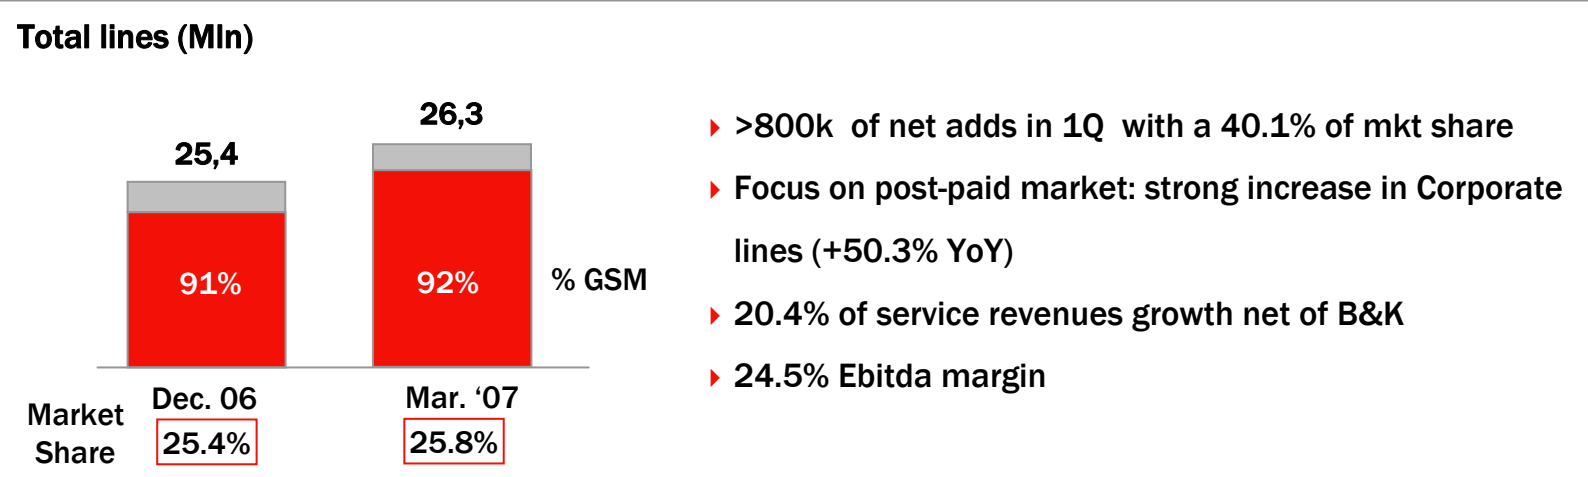 Total lines (Mln)
25,4
26,3
91%
92%
% GSM
Dec. 06
Mar. ‘07
Market
Share
25.4%
25.8%
>800k of net adds in 1Q with a 40.1% of mkt share
Focus on post-paid market: strong increase in Corporate
lines (+50.3% YoY)
20.4% of service revenues growth net of B&K
24.5% Ebitda margin